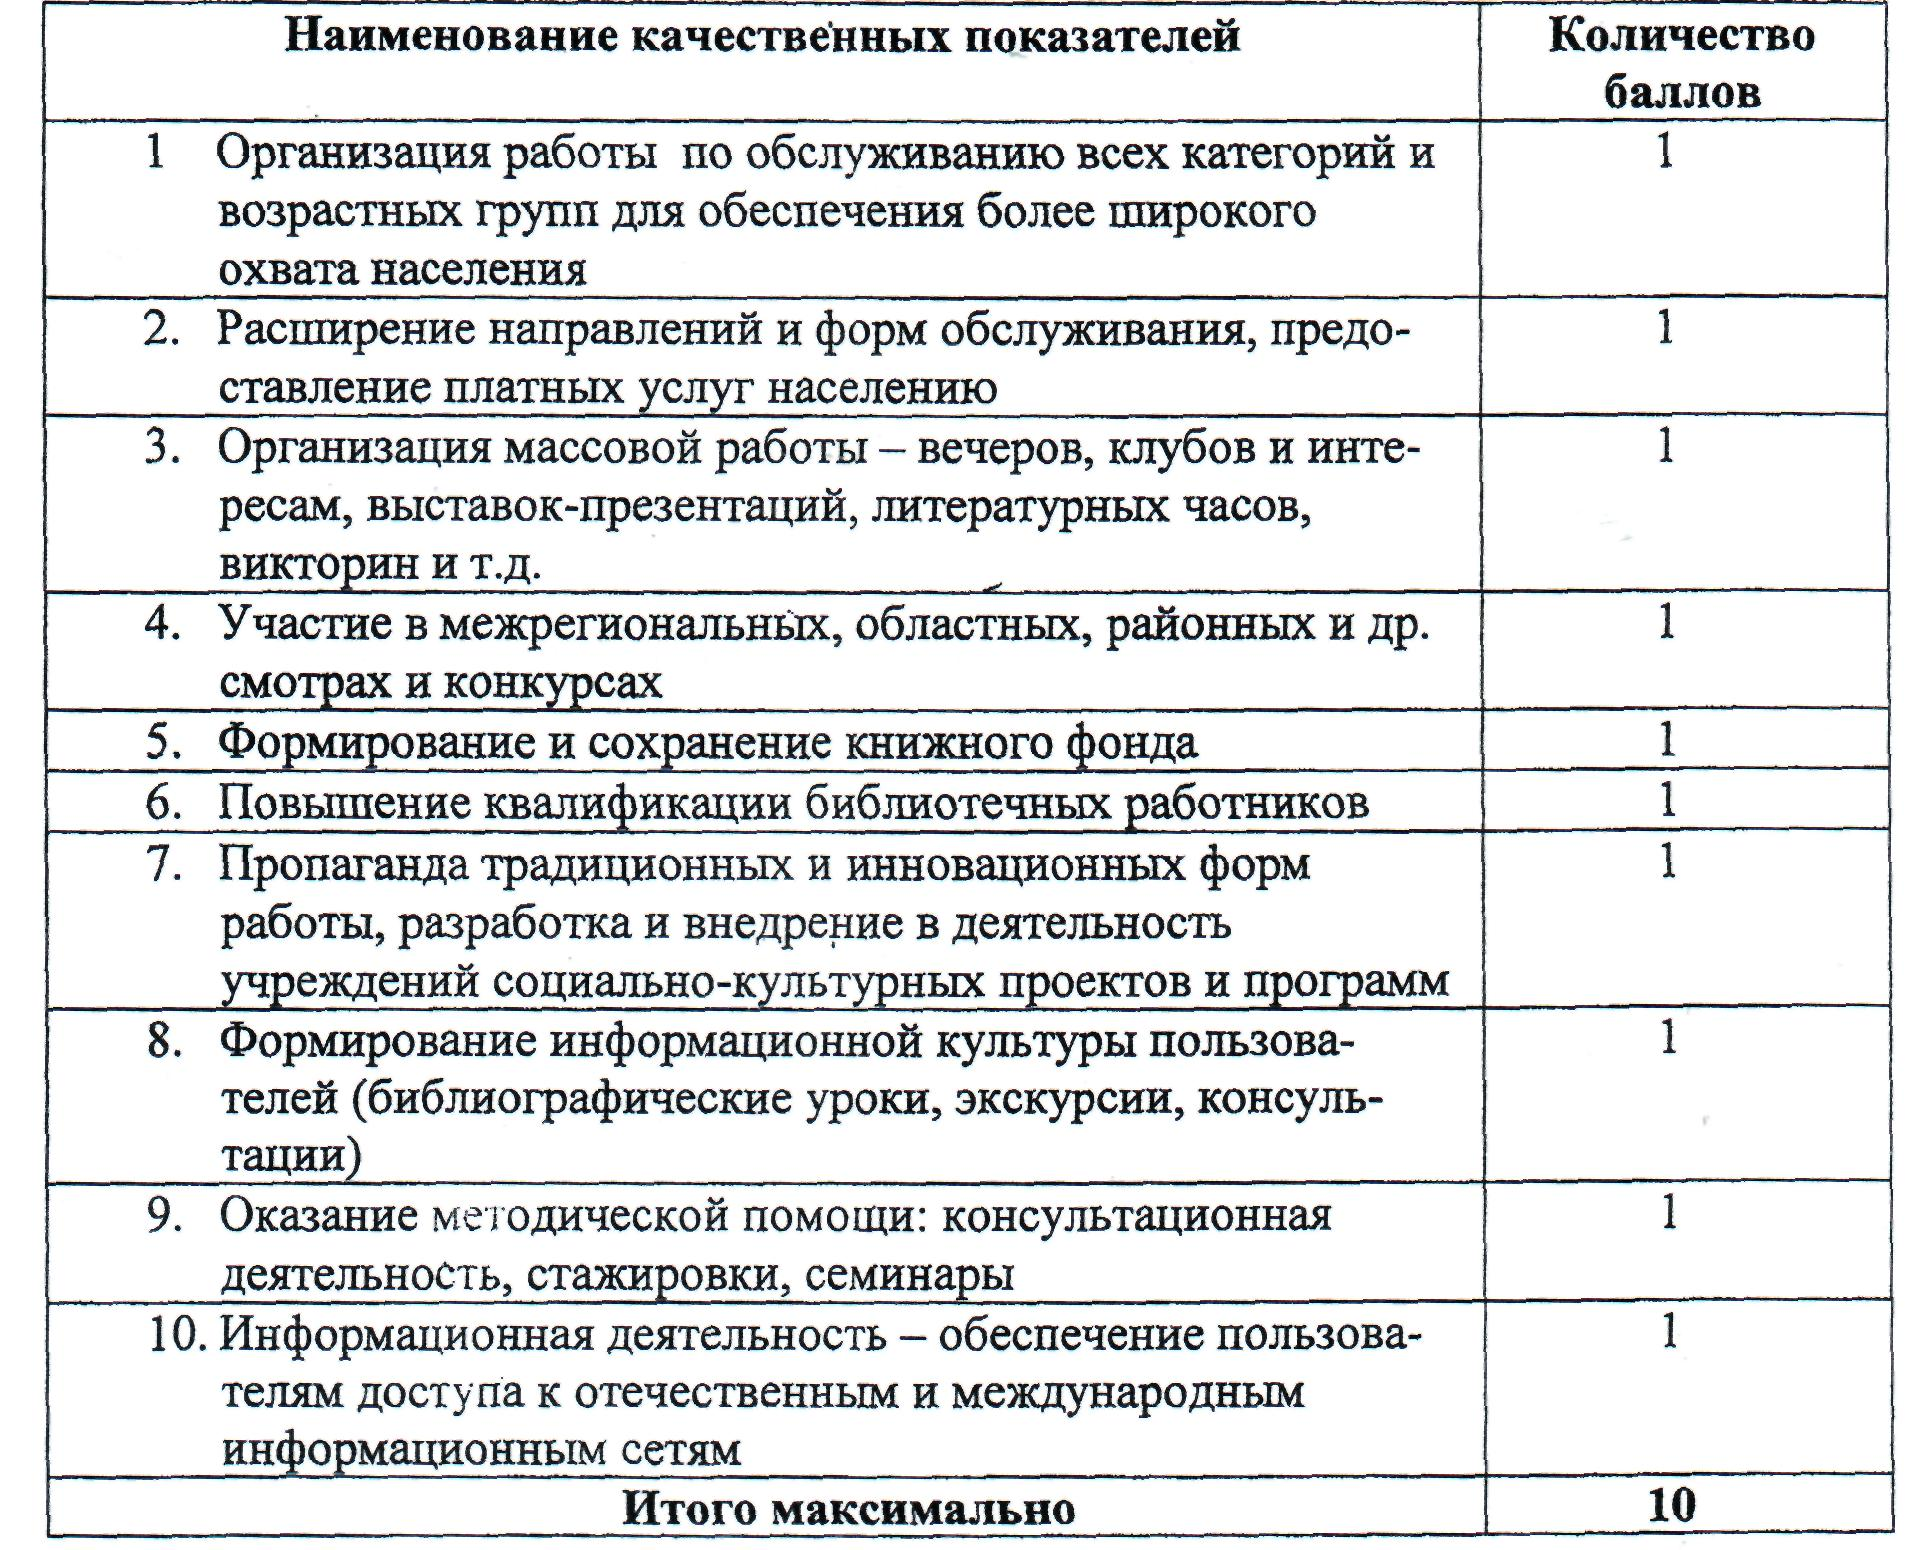 Наименование качественных показателей
Количество
баллов
1 Организация работы по обслуживанию всех категорий и
возрастных групп для обеспечения более широкого
охвата населения
1
2. Расширение направлений и форм обслуживания, предо-
ставление платных услуг населению
1
3. Организация массовой работы – вечеров, клубов и инте-
ресам, выставок-презентаций, литературных часов,
викторин и т.д.
1
4. Участие в межрегиональных, областных, районных и др.
смотрах и конкурсах
1
5. Формирование и сохранение книжного фонда
1
6. Повышение квалификации библиотечных работников
1
7. Пропаганда традиционных и инновационных форм
работы, разработка и внедрение в деятельность
учреждений социально-культурных проектов и программ
1
8. Формирование информационной культуры пользова-
телей (библиографические уроки, экскурсии, консуль-
тации)
1
9. Оказание методической помощи: консультационная
деятельность, стажировки, семинары
1
10. Информационная деятельность – обеспечение пользова-
телям доступа к отечественным и международным
информационным сетям
1
Итого максимально
10